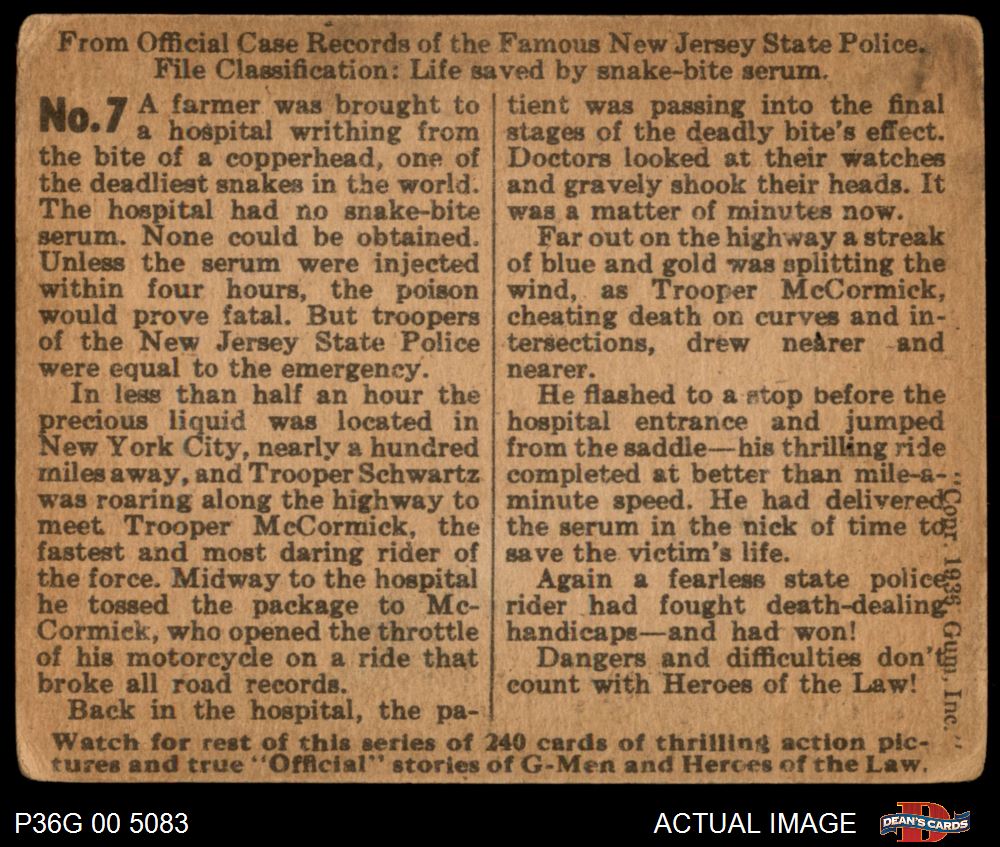 From Official Case Records of the Famous New Jersey State Police.
File Classification: Life saved by snake-bite serum.
No.7 A farmer was brought to
a hospital writhing from
the bite of a copperhead, one of
the deadliest snakes in the world.
The hospital had no snake-bite
serum. None could be obtained.
Unless the serum were injected
within four hours, the poison
would prove fatal. But troopers
of the New Jersey State Police
were equal to the emergency.
In less than half an hour the
precious liquid was located in
New York City, nearly a hundred
miles away, and Trooper Schwartz
was roaring along the highway to
meet Trooper McCormick, the
fastest and most daring rider of
the force. Midway to the hospital
he tossed the package to Mc-
Cormick, who opened the throttle
of his motorcycle on a ride that
broke all road records.
Back in the hospital, the pa-
tient was passing into the final
stages of the deadly bite's effect.
Doctors looked at their watches
and gravely shook their heads. It
was a matter of minutes now.
Far out on the highway a streak
of blue and gold was splitting the
wind, as Trooper McCormick,
cheating death on curves and in-
tersections, drew nearer and
nearer.
He flashed to a stop before the
hospital entrance and jumped
from the saddle—his thrilling ride
completed at better than mile-a-
minute speed. He had delivered
the serum in the nick of time to
save the victim's life.
Again a fearless state police
rider had fought death-dealing
handicaps—and had won!
Dangers and difficulties don't
count with Heroes of the Law!
"Copr. 1936, Gum, Inc."
Watch for rest of this series of 240 cards of thrilling action pic-
tures and true "Official" stories of G-Men and Heroes of the Law.
P36G 00 5083
ACTUAL IMAGE
D
DEAN'S CARDS